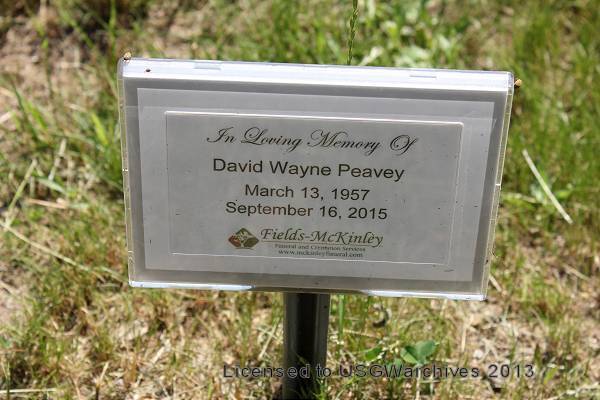 In Loving Memory Of
David Wayne Peavey
March 13, 1957
September 16, 2015
Fields-McKinley
Funeral and Cremation Services
www.mckinleyfuneral.com
Licensed to USGWarchives 2013